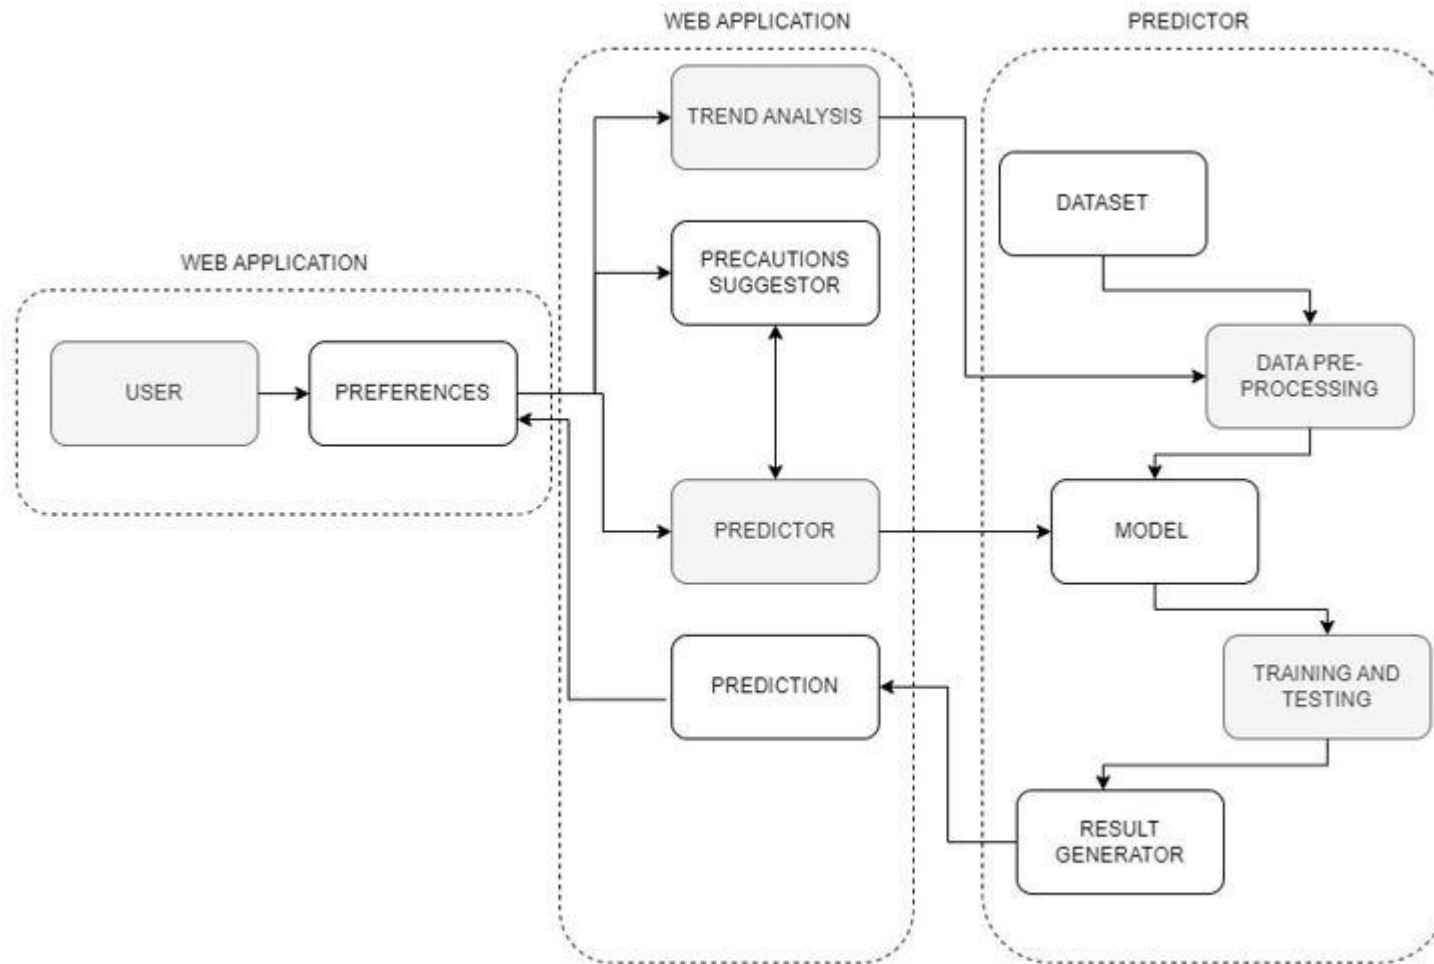 WEB APPLICATION
PREDICTOR
TREND ANALYSIS
DATASET
PRECAUTIONS
SUGGESTOR
WEB APPLICATION
USER
PREFERENCES
DATA PRE-
PROCESSING
PREDICTOR
MODEL
PREDICTION
TRAINING AND
TESTING
RESULT
GENERATOR